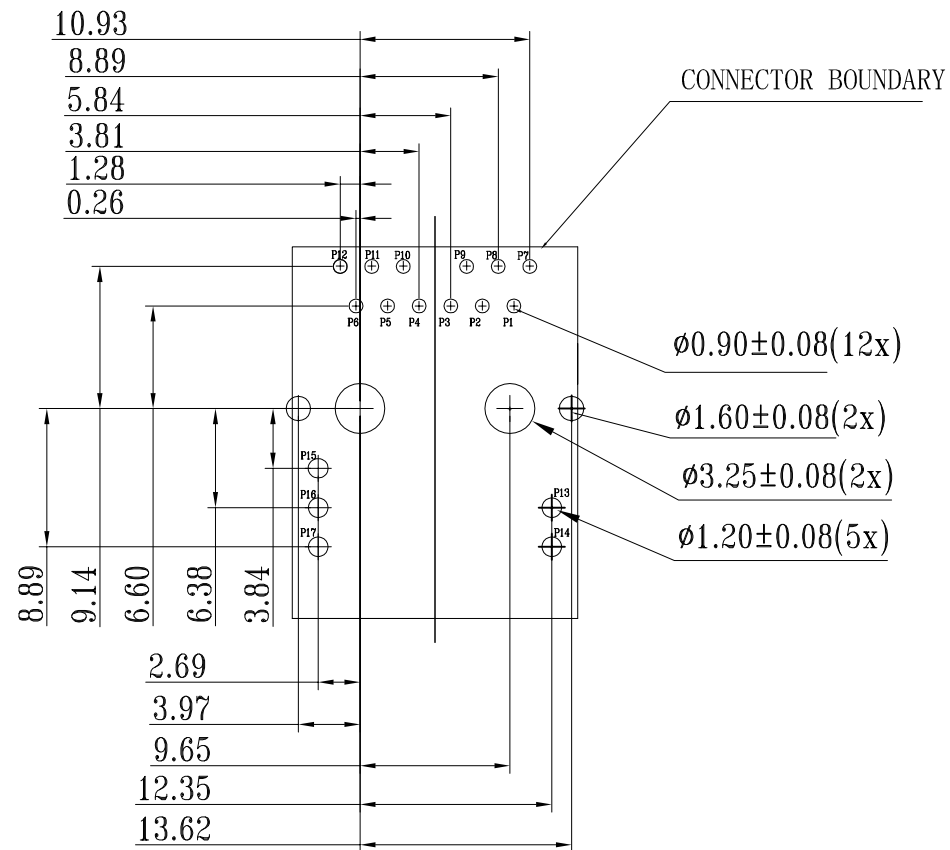 10.93
8.89
5.84
3.81
1.28
0.26
CONNECTOR BOUNDARY
P12 P11 P10 P9 P8 P7
P6 P5 P4 P3 P2 P1
ø0.90±0.08(12x)
ø1.60±0.08(2x)
ø3.25±0.08(2x)
ø1.20±0.08(5x)
P15
P16
P17
P13
P14
8.89
9.14
6.60
6.38
3.84
2.69
3.97
9.65
12.35
13.62